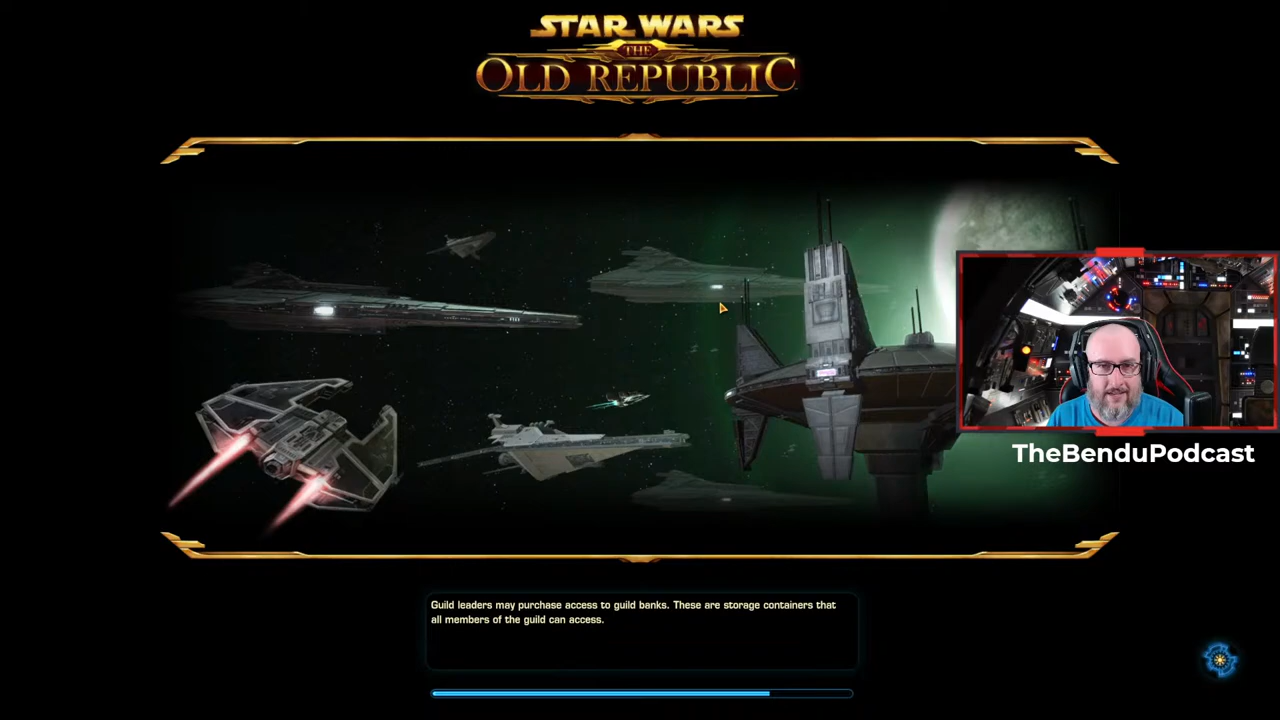 STAR WARS
THE
OLD REPUBLIC
TheBenduPodcast
Guild leaders may purchase access to guild banks. These are storage containers that
all members of the guild can access.